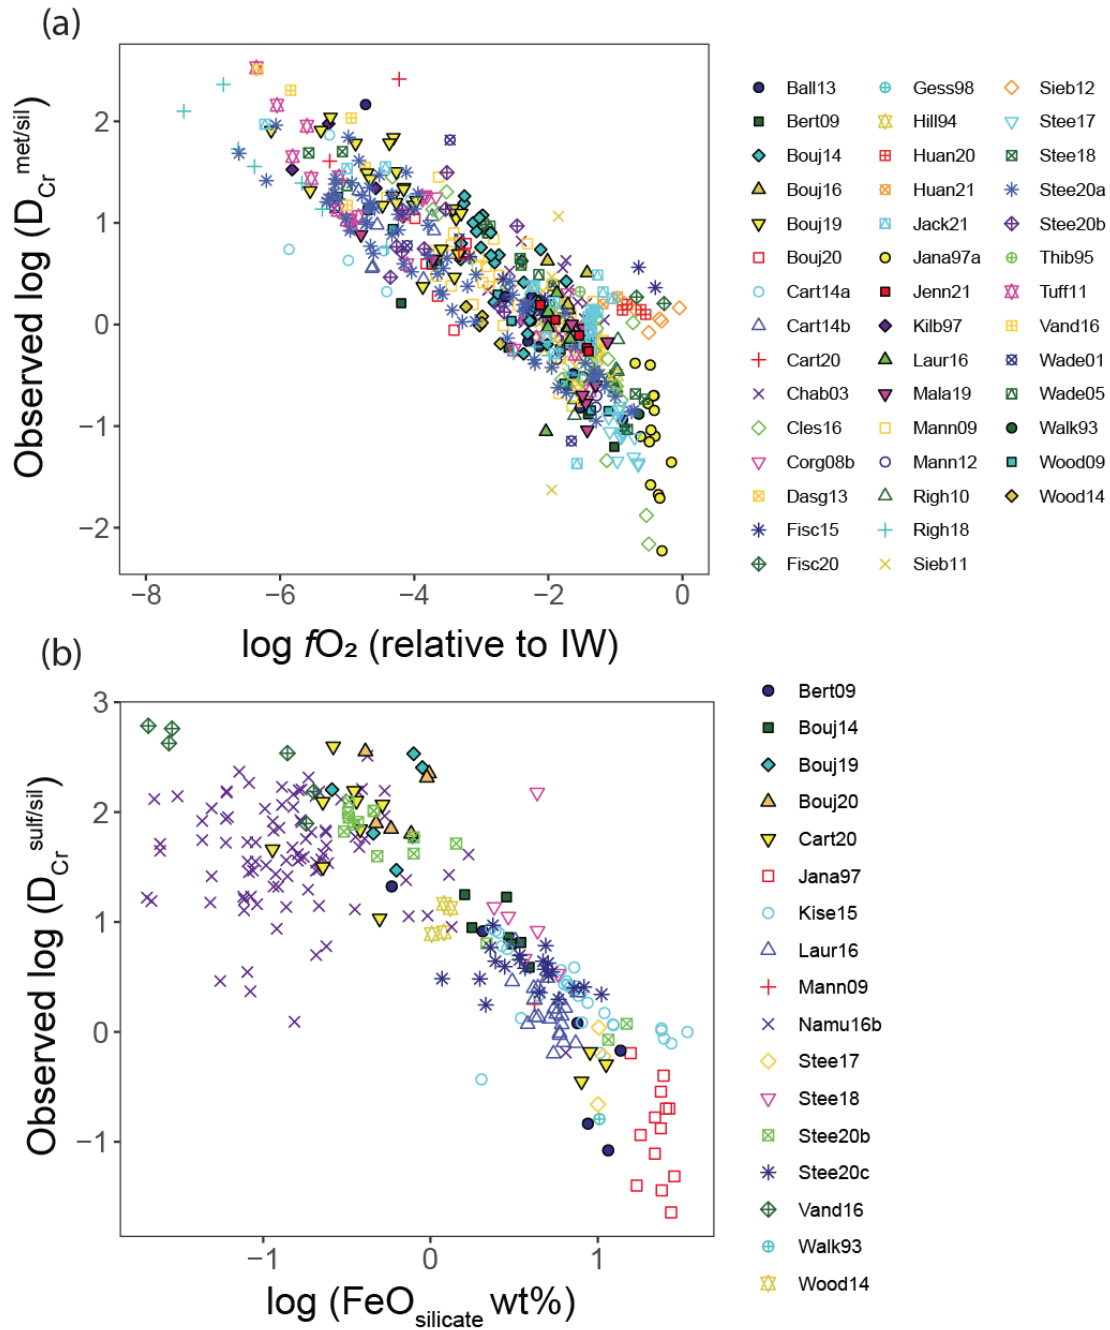 (a)
Observed log (D_Cr^met/sil)
2
1
0
−1
−2
−8 −6 −4 −2 0
log fO₂ (relative to IW)
Ball13
Bert09
Bouj14
Bouj16
Bouj19
Bouj20
Cart14a
Cart14b
Cart20
Chab03
Cles16
Corg08b
Dasg13
Fisc15
Fisc20
Gess98
Hill94
Huan20
Huan21
Jack21
Jana97a
Jenn21
Kilb97
Laur16
Mala19
Mann09
Mann12
Righ10
Righ18
Sieb11
Sieb12
Stee17
Stee18
Stee20a
Stee20b
Thib95
Tuff11
Vand16
Wade01
Wade05
Walk93
Wood09
Wood14
(b)
Observed log (D_Cr^sulf/sil)
3
2
1
0
−1
−1 0 1
log (FeO_silicate wt%)
Bert09
Bouj14
Bouj19
Bouj20
Cart20
Jana97
Kise15
Laur16
Mann09
Namu16b
Stee17
Stee18
Stee20b
Stee20c
Vand16
Walk93
Wood14